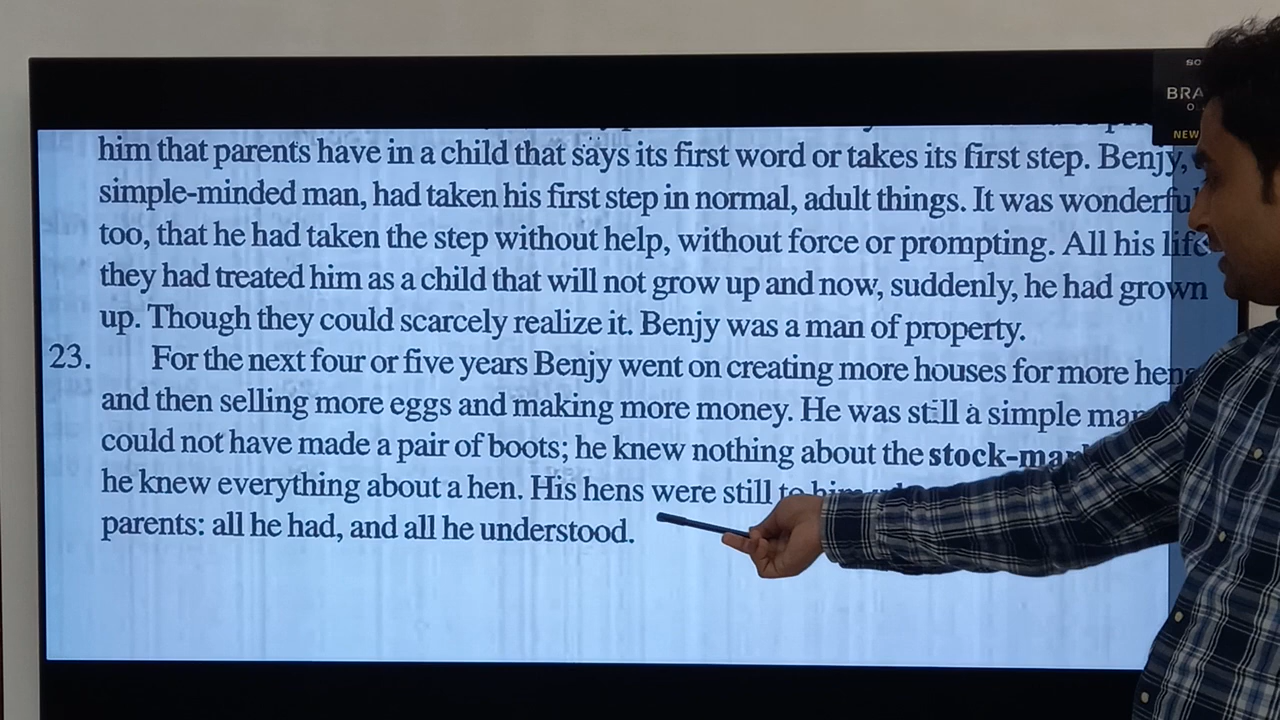 him that parents have in a child that says its first word or takes its first step. Benjy,
simple-minded man, had taken his first step in normal, adult things. It was wonderful
too, that he had taken the step without help, without force or prompting. All his life
they had treated him as a child that will not grow up and now, suddenly, he had grown
up. Though they could scarcely realize it. Benjy was a man of property.
23. For the next four or five years Benjy went on creating more houses for more hens
and then selling more eggs and making more money. He was still a simple man
could not have made a pair of boots; he knew nothing about the
he knew everything about a hen. His hens were still to him
parents: all he had, and all he understood.
BRA
NEW